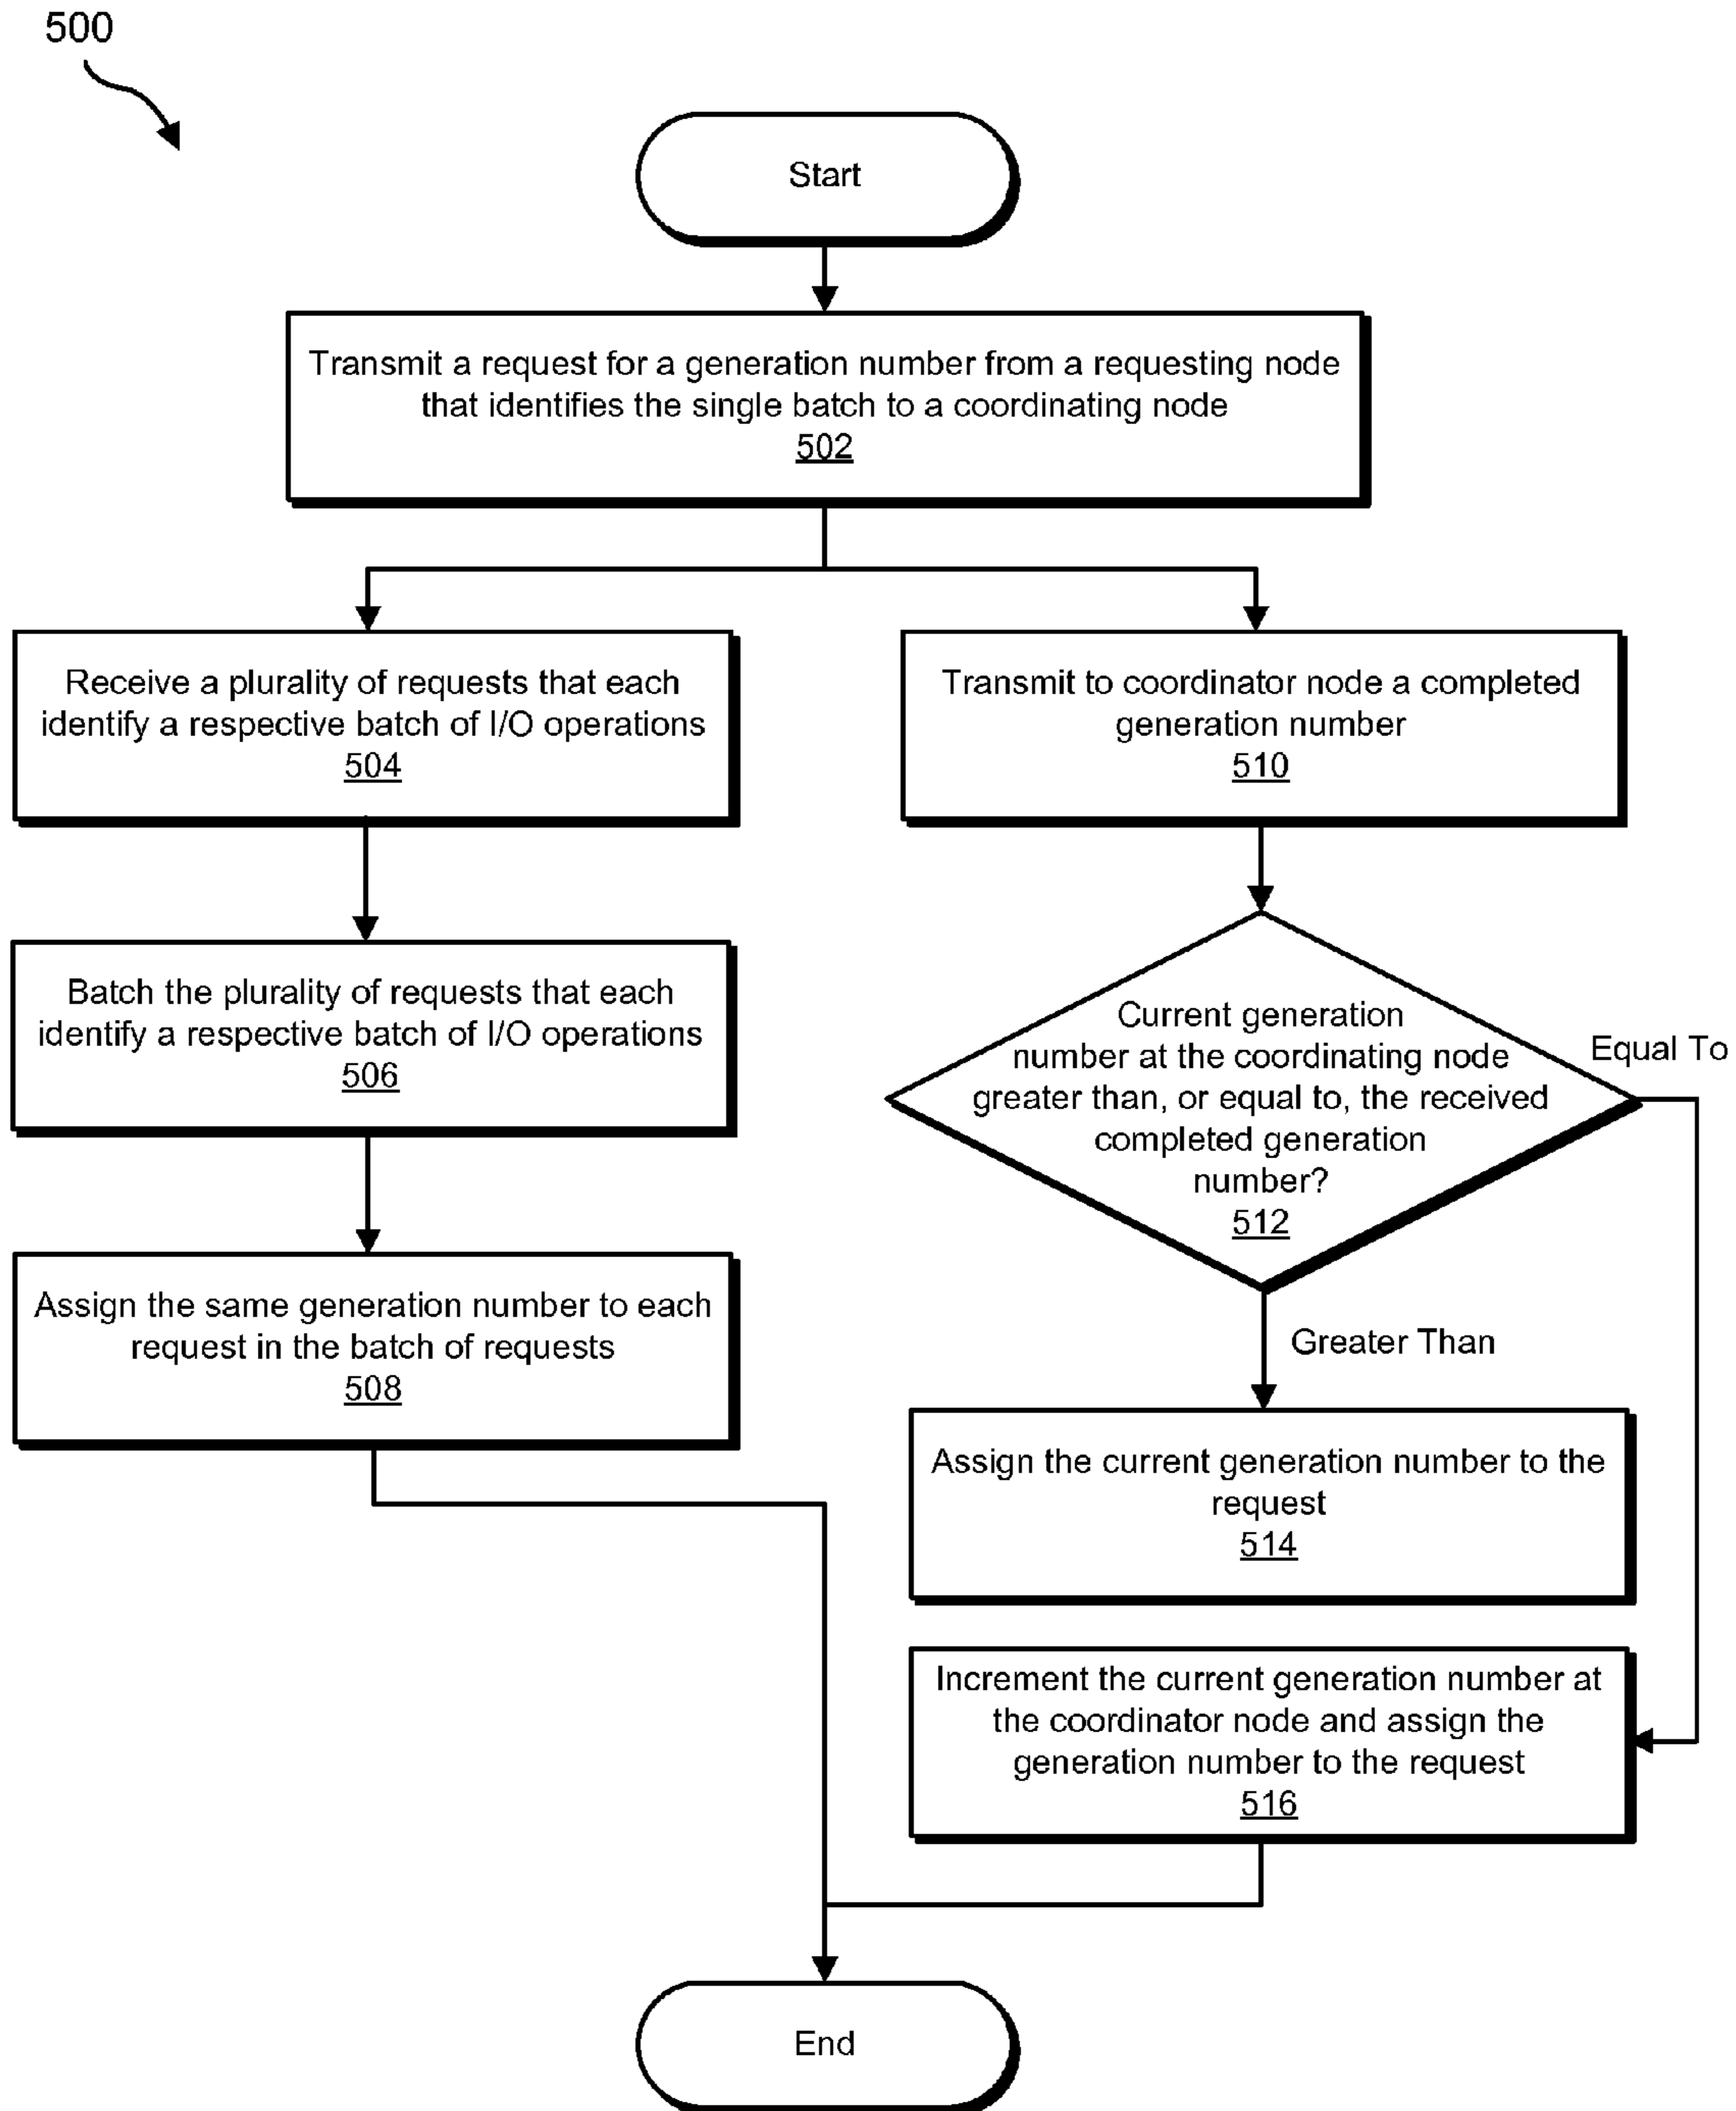 500
Start
Transmit a request for a generation number from a requesting node
that identifies the single batch to a coordinating node
502
Receive a plurality of requests that each
identify a respective batch of I/O operations
504
Batch the plurality of requests that each
identify a respective batch of I/O operations
506
Assign the same generation number to each
request in the batch of requests
508
Transmit to coordinator node a completed
generation number
510
Current generation
number at the coordinating node
greater than, or equal to, the received
completed generation
number?
512
Equal To
Greater Than
Assign the current generation number to the
request
514
Increment the current generation number at
the coordinator node and assign the
generation number to the request
516
End